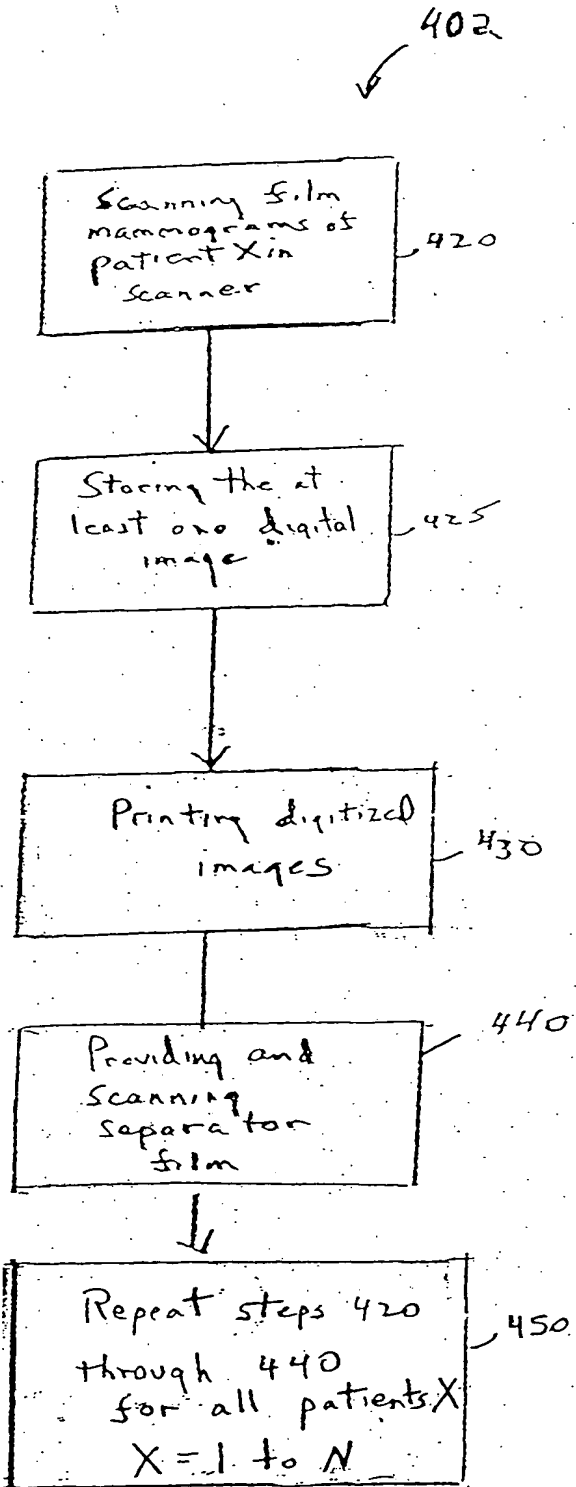 402
Scanning film
mammograms of
patient X in
scanner
420
Storing the at
least one digital
image
425
Printing digitized
images
430
440
Providing and
scanning
separator
film
Repeat steps 420
through 440
for all patients X
X = 1 to N
450